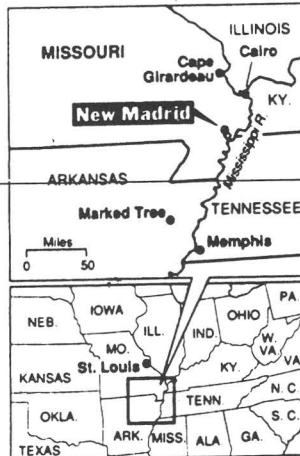 ILLINOIS
MISSOURI
Cairo
Cape
Girardeau
KY.
New Madrid
Mississippi R.
ARKANSAS
TENNESSEE
Marked Tree
Miles
0 50
Memphis
IOWA
NEB.
ILL.
IND.
OHIO
PA.
W.
VA.
MO.
KY.
VA.
St. Louis
KANSAS
N. C.
TENN.
OKLA.
S. C.
ARK.
MISS.
ALA
GA.
TEXAS